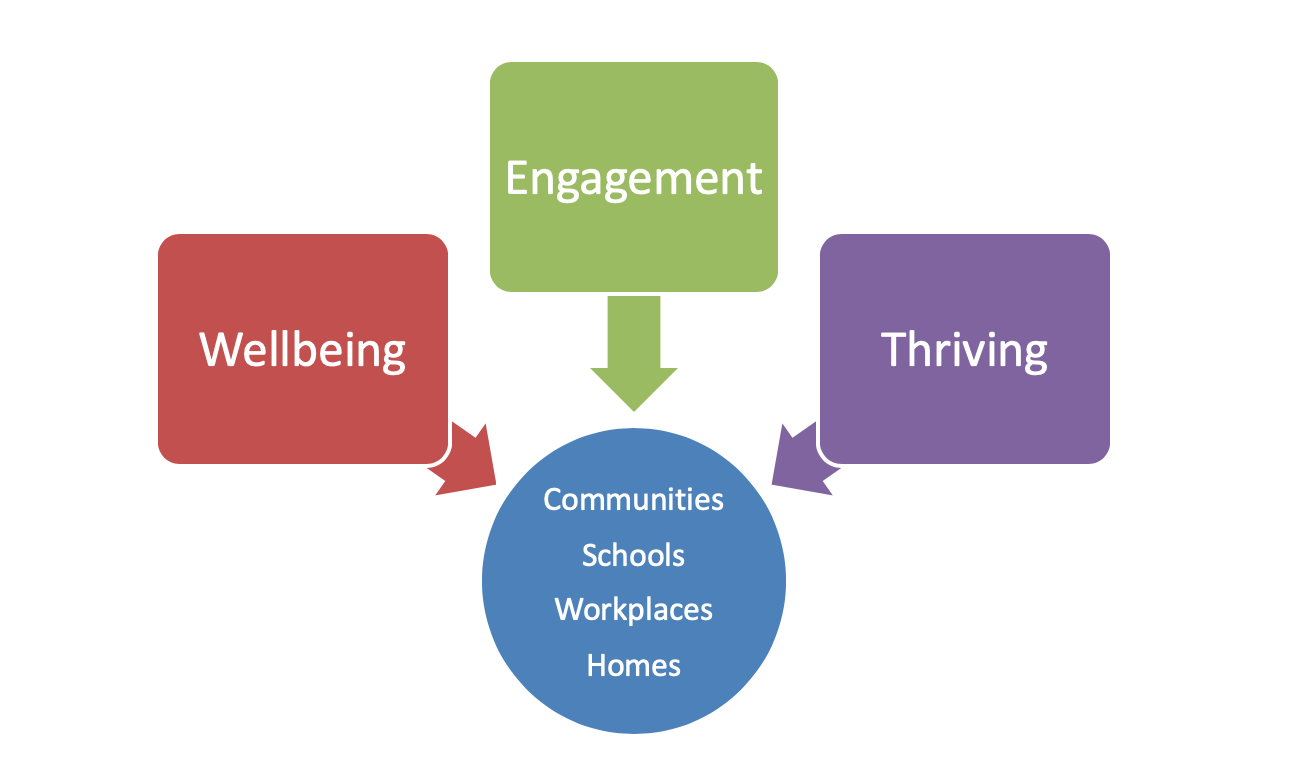 Engagement
Wellbeing
Thriving
Communities
Schools
Workplaces
Homes